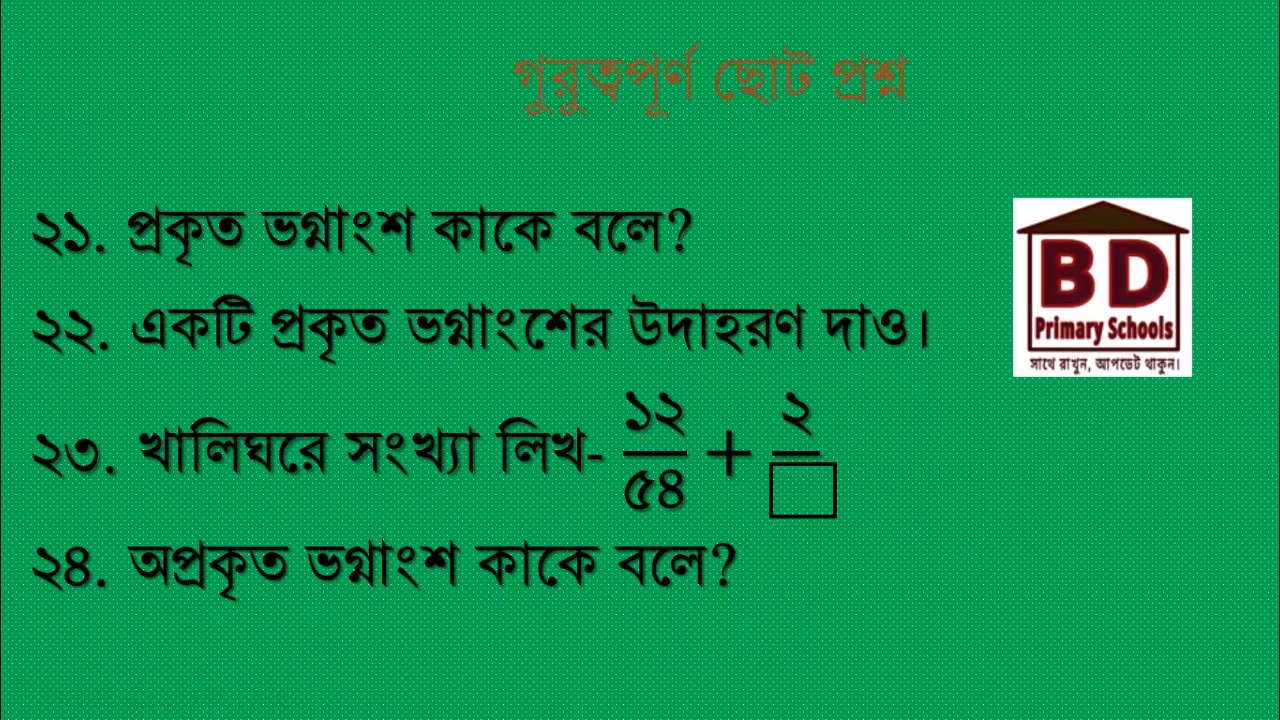 গুরুত্বপূর্ণ ছোট প্রশ্ন
২১. প্রকৃত ভগ্নাংশ কাকে বলে?
২২. একটি প্রকৃত ভগ্নাংশের উদাহরণ দাও।
২৩. খালিঘরে সংখ্যা লিখ- ১২/৫৪ + ২/□
২৪. অপ্রকৃত ভগ্নাংশ কাকে বলে?
BD
Primary Schools
সাথে রাখুন, আপডেট থাকুন।